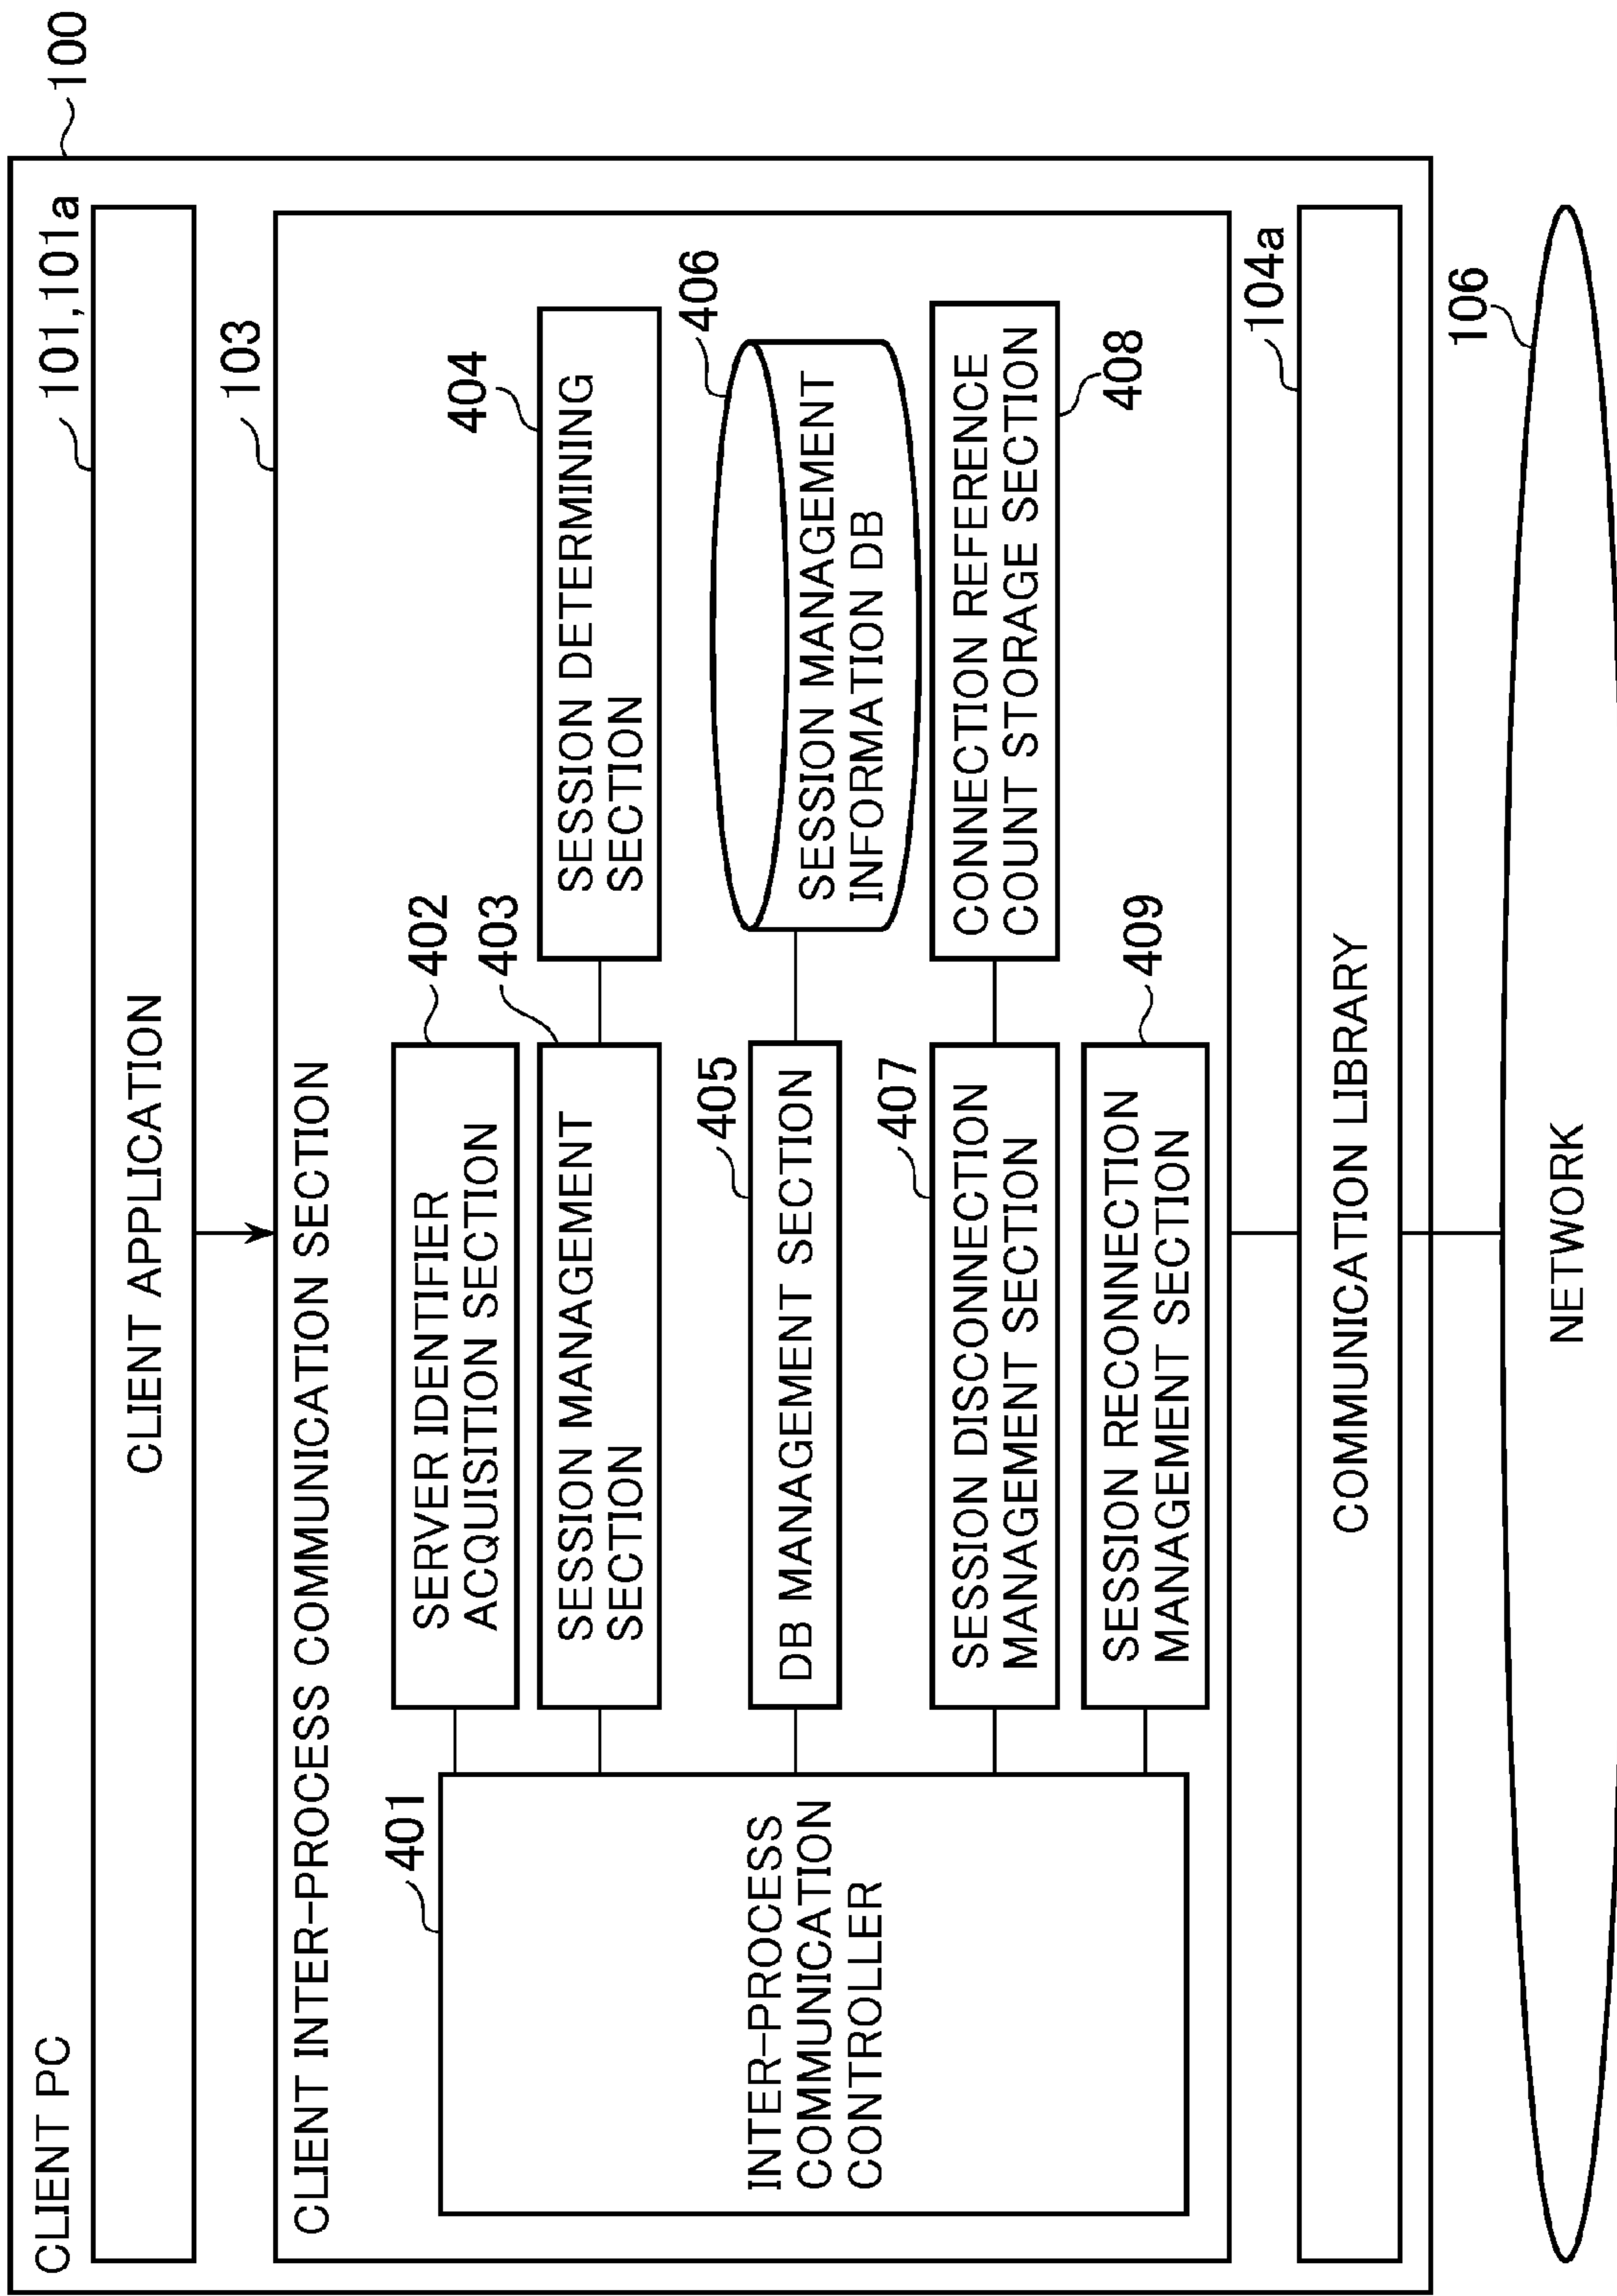 CLIENT PC
100
101,101a
CLIENT APPLICATION
103
CLIENT INTER-PROCESS COMMUNICATION SECTION
401
INTER-PROCESS
COMMUNICATION
CONTROLLER
402
SERVER IDENTIFIER
ACQUISITION SECTION
403
SESSION MANAGEMENT
SECTION
404
SESSION DETERMINING
SECTION
405
DB MANAGEMENT SECTION
406
SESSION MANAGEMENT
INFORMATION DB
407
SESSION DISCONNECTION
MANAGEMENT SECTION
CONNECTION REFERENCE
COUNT STORAGE SECTION
408
409
SESSION RECONNECTION
MANAGEMENT SECTION
104a
COMMUNICATION LIBRARY
106
NETWORK